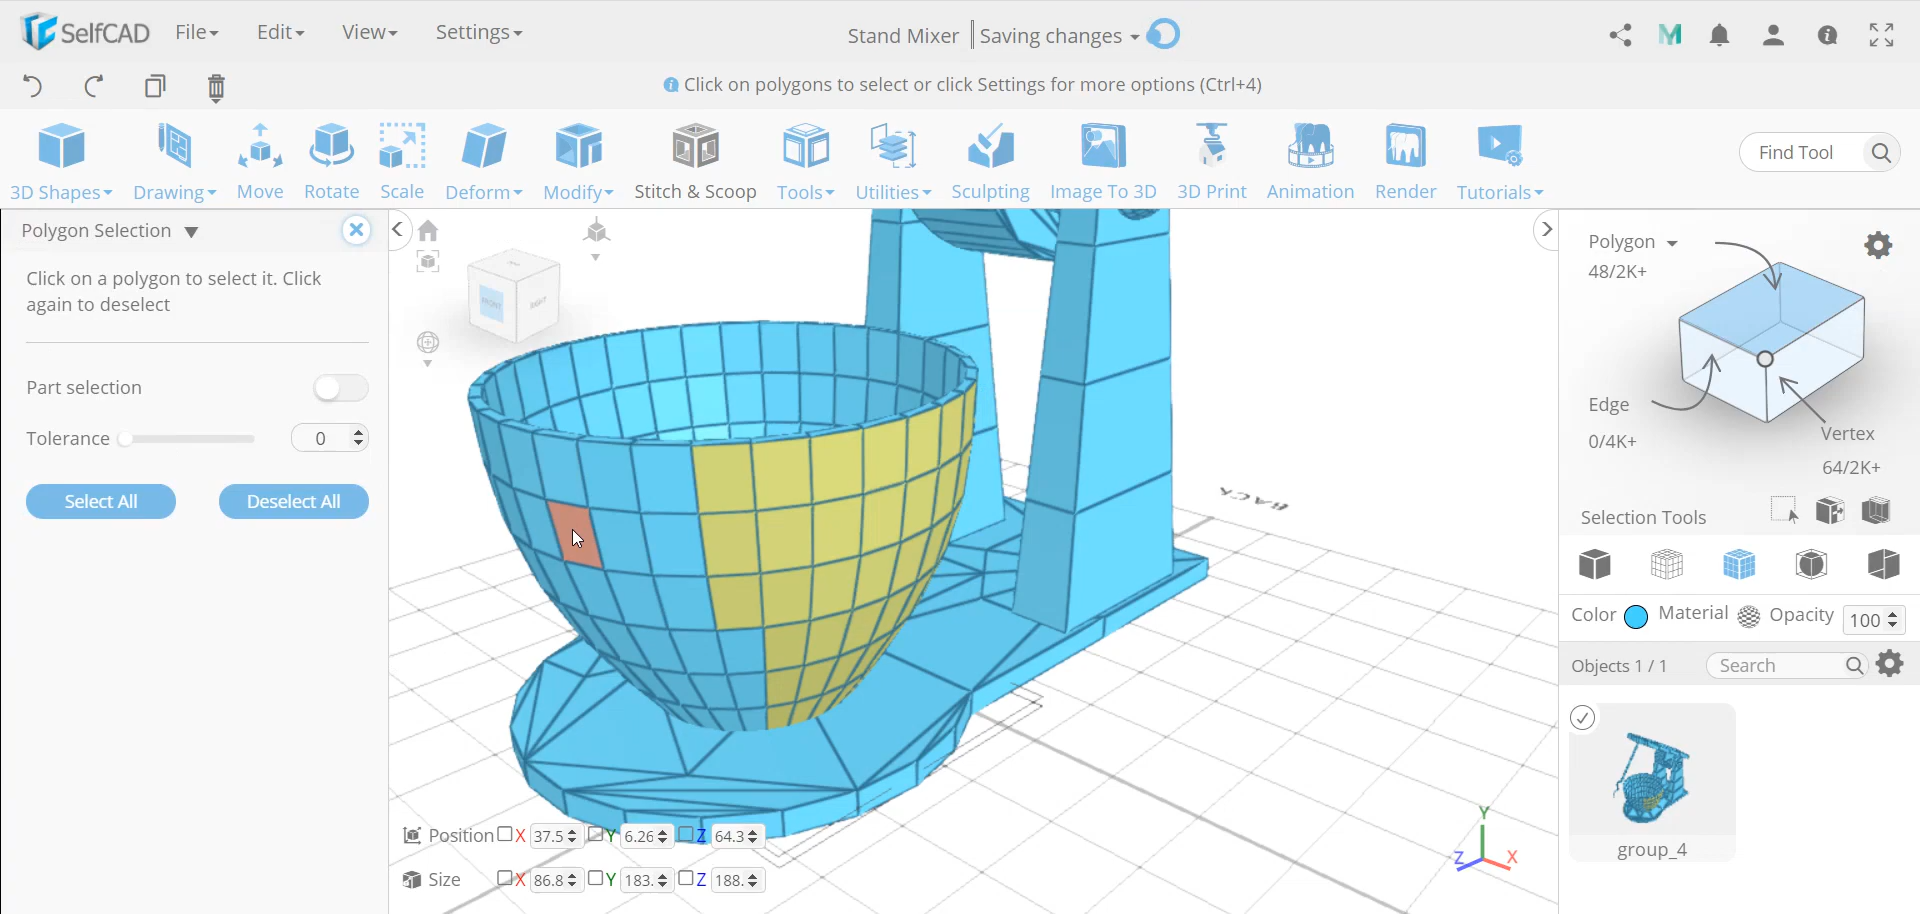 SelfCAD File Edit View Settings Stand Mixer Saving changes M
Click on polygons to select or click Settings for more options (Ctrl+4)
3D Shapes Drawing Move Rotate Scale Deform Modify Stitch & Scoop Tools Utilities Sculpting Image To 3D 3D Print Animation Render Tutorials Find Tool
Polygon Selection
Click on a polygon to select it. Click
again to deselect
Part selection
Tolerance 0
Select All Deselect All
FRONT RIGHT
BACK
Position X 37.5 Y 6.26 Z 64.3
Size X 86.8 Y 183. Z 188.
Y
Z X
Polygon
48/2K+
Edge
0/4K+
Vertex
64/2K+
Selection Tools
Color Material Opacity 100
Objects 1 / 1 Search
group_4